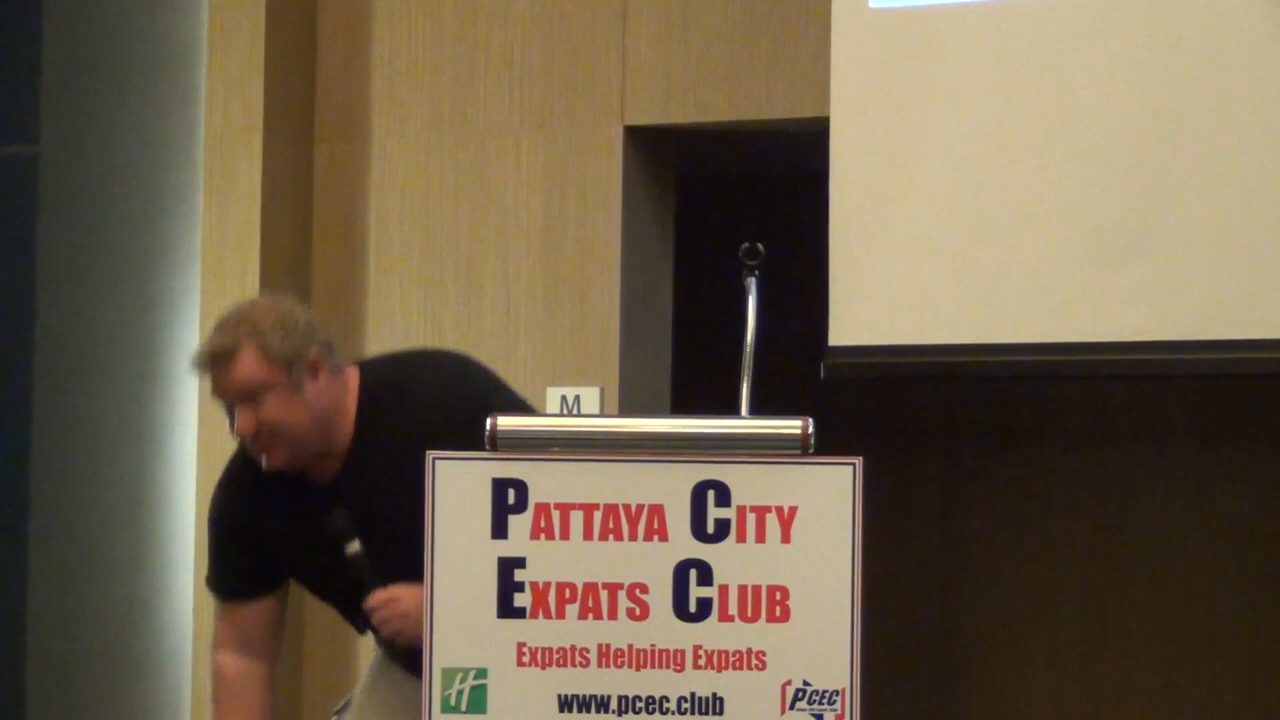 M
PATTAYA CITY
EXPATS CLUB
Expats Helping Expats
H
www.pcec.club
PCEC